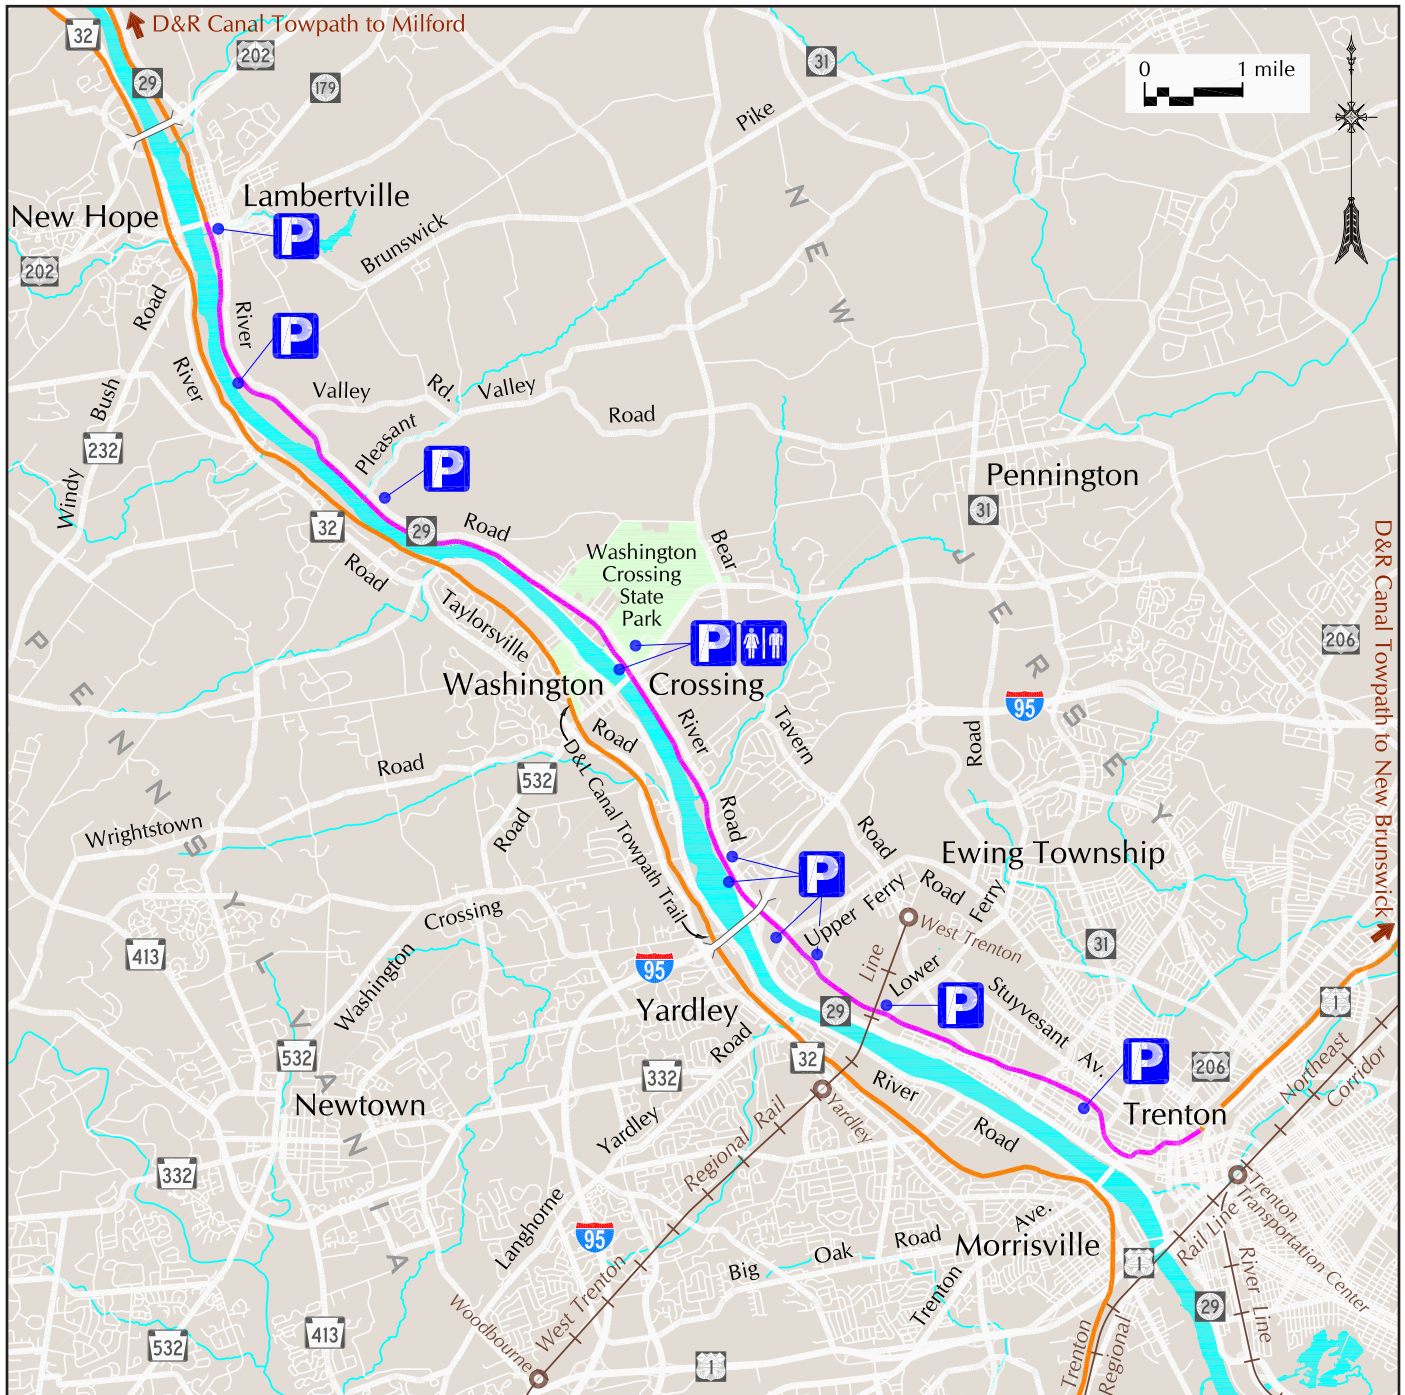 D&R Canal Towpath to Milford
32
29
202
179
31
0 1 mile
Pike
NEW JERSEY
Lambertville
New Hope
P
Brunswick
202
Road
River
P
River
Valley
Rd.
Valley
Road
Bush
Pleasant
232
P
Windy
Pennington
31
32
29
Road
Road
Bear
Washington
Crossing
State
Park
D&R Canal Towpath to New Brunswick
Taylorsville
P
206
PENNSYLVANIA
Washington Crossing
95
River
Tavern
Road
Road
D&L Canal Towpath Trail
Road
532
Road
Wrightstown
Road
Road
Ewing Township
P
Upper Ferry
Road
Ferry
West Trenton
Crossing
Washington
413
95
Line
Lower
31
Stuyvesant Av.
P
1
Yardley
29
Road
32
532
332
River
Road
P
206
Northeast
Corridor
Newtown
Yardley
Yardley
Regional Rail
Trenton
332
Langhorne
95
Trenton
Transportation Center
Rail Line
River Line
Ave.
Big Oak Road
Morrisville
1
Trenton
29
West Trenton
Woodbourne
532
413
1
Trenton
Regional